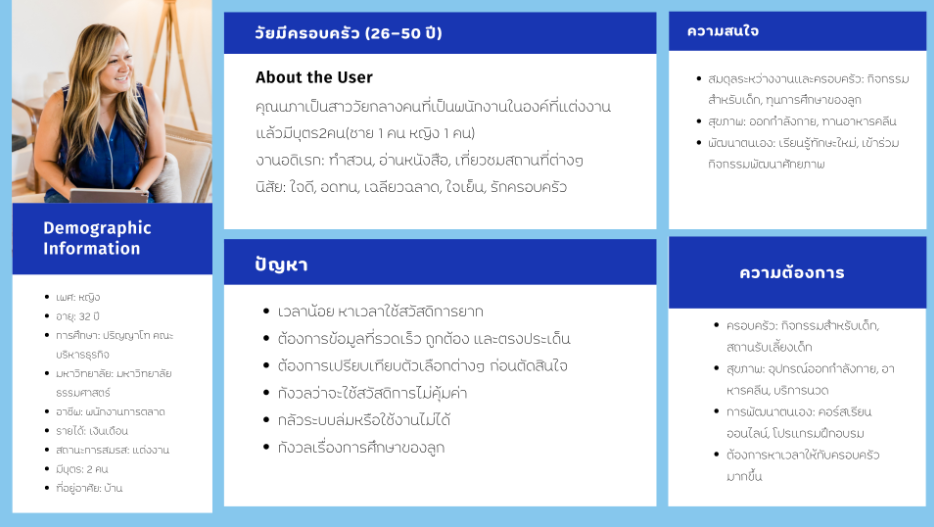 วัยมีครอบครัว (26–50 ปี)
About the User
คุณนภาเป็นสาววัยกลางคนที่เป็นพนักงานในองค์ที่แต่งงาน
แล้วมีบุตร2คน(ชาย 1 คน หญิง 1 คน)
งานอดิเรก: ทำสวน, อ่านหนังสือ, เที่ยวชมสถานที่ต่างๆ
นิสัย: ใจดี, อดทน, เฉลียวฉลาด, ใจเย็น, รักครอบครัว
ความสนใจ
• สมดุลระหว่างงานและครอบครัว: กิจกรรม
สำหรับเด็ก, ทุนการศึกษาของลูก
• สุขภาพ: ออกกำลังกาย, ทานอาหารคลีน
• พัฒนาตนเอง: เรียนรู้ทักษะใหม่, เข้าร่วม
กิจกรรมพัฒนาศักยภาพ
Demographic
Information
• เพศ: หญิง
• อายุ: 32 ปี
• การศึกษา: ปริญญาโท คณะ
บริหารธุรกิจ
• มหาวิทยาลัย: มหาวิทยาลัย
ธรรมศาสตร์
• อาชีพ: พนักงานการตลาด
• รายได้: เงินเดือน
• สถานะการสมรส: แต่งงาน
• มีบุตร: 2 คน
• ที่อยู่อาศัย: บ้าน
ปัญหา
• เวลาน้อย หาเวลาใช้สวัสดิการยาก
• ต้องการข้อมูลที่รวดเร็ว ถูกต้อง และตรงประเด็น
• ต้องการเปรียบเทียบตัวเลือกต่างๆ ก่อนตัดสินใจ
• กังวลว่าจะใช้สวัสดิการไม่คุ้มค่า
• กลัวระบบล่มหรือใช้งานไม่ได้
• กังวลเรื่องการศึกษาของลูก
ความต้องการ
• ครอบครัว: กิจกรรมสำหรับเด็ก,
สถานรับเลี้ยงเด็ก
• สุขภาพ: อุปกรณ์ออกกำลังกาย, อา
หารคลีน, บริการนวด
• การพัฒนาตนเอง: คอร์สเรียน
ออนไลน์, โปรแกรมฝึกอบรม
• ต้องการหาเวลาให้กับครอบครัว
มากขึ้น